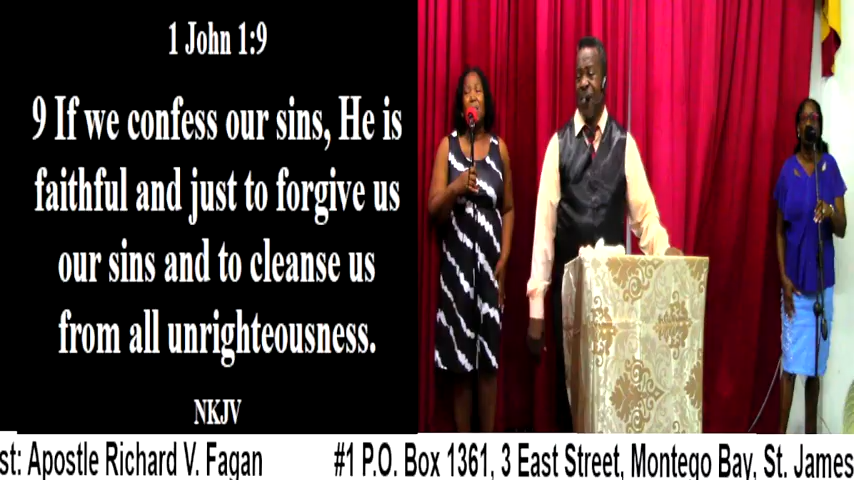 1 John 1:9
9 If we confess our sins, He is
faithful and just to forgive us
our sins and to cleanse us
from all unrighteousness.
NKJV
st: Apostle Richard V. Fagan #1 P.O. Box 1361, 3 East Street, Montego Bay, St. James